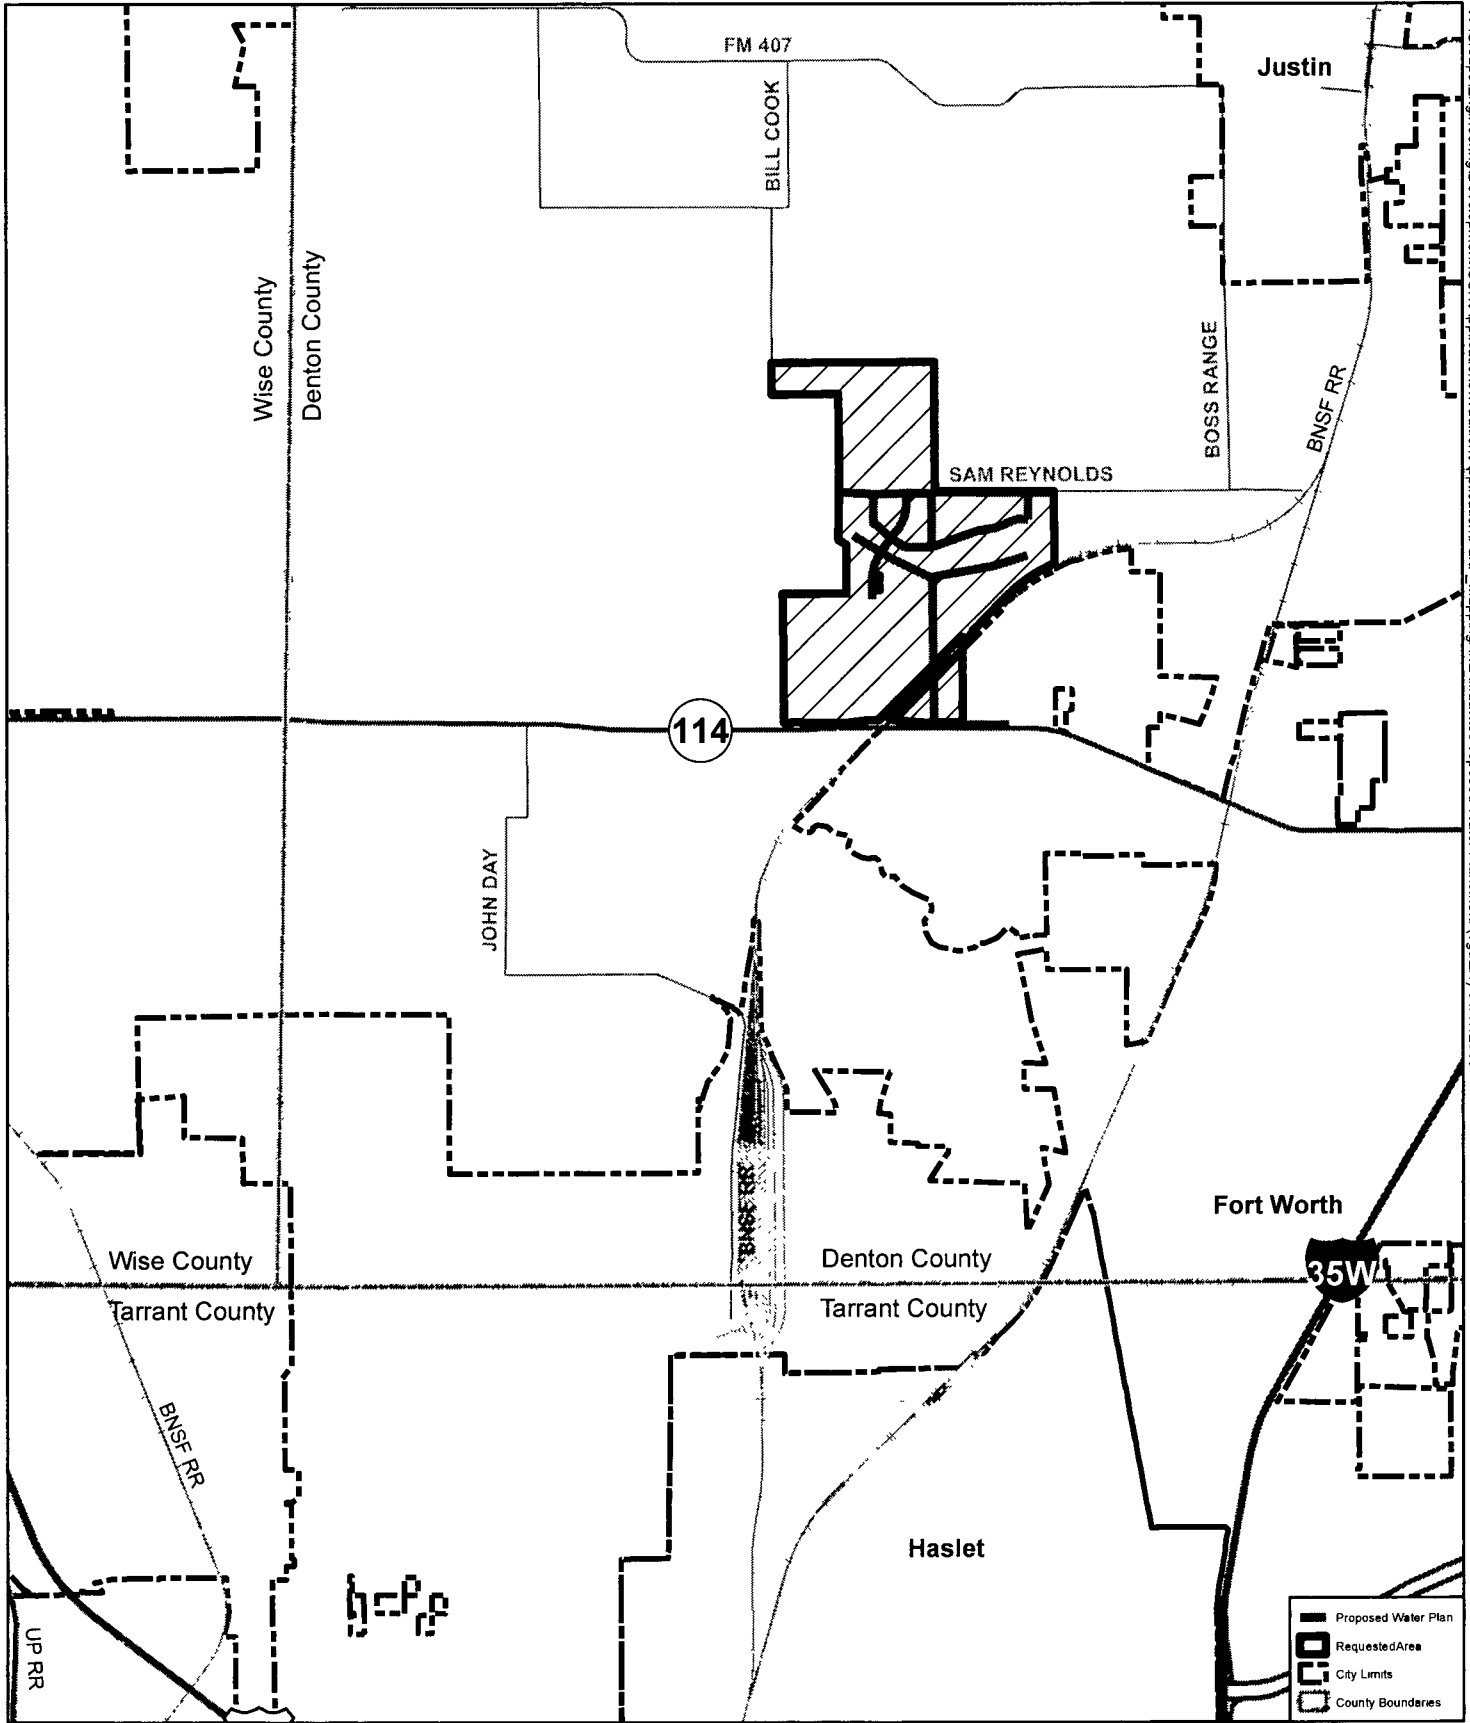 FM 407
Justin
BILL COOK
Wise County
Denton County
BOSS RANGE
BNSF RR
SAM REYNOLDS
114
JOHN DAY
BNSF RR
Fort Worth
Wise County
Denton County
35W
Tarrant County
Tarrant County
BNSF RR
Haslet
UP RR
Proposed Water Plan
RequestedArea
City Limits
County Boundaries